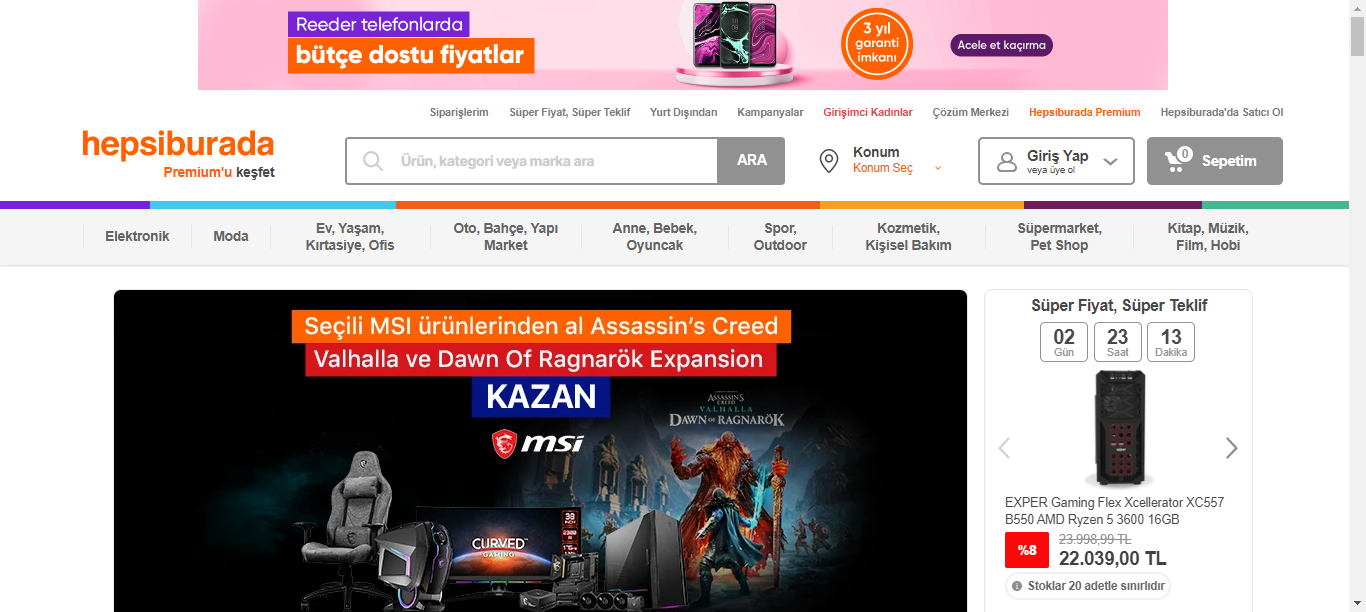 Reeder telefonlarda
bütçe dostu fiyatlar
3 yıl
garanti
imkanı
Acele et kaçırma
Siparişlerim
Süper Fiyat, Süper Teklif
Yurt Dışından
Kampanyalar
Girişimci Kadınlar
Çözüm Merkezi
Hepsiburada Premium
Hepsiburada'da Satıcı Ol
hepsiburada
Premium'u keşfet
Ürün, kategori veya marka ara
ARA
Konum
Konum Seç
Giriş Yap
veya üye ol
0
Sepetim
Elektronik
Moda
Ev, Yaşam,
Kırtasiye, Ofis
Oto, Bahçe, Yapı
Market
Anne, Bebek,
Oyuncak
Spor,
Outdoor
Kozmetik,
Kişisel Bakım
Süpermarket,
Pet Shop
Kitap, Müzik,
Film, Hobi
Seçili MSI ürünlerinden al Assassin's Creed
Valhalla ve Dawn Of Ragnarök Expansion
KAZAN
msi
ASSASSIN'S
CREED
VALHALLA
DAWN OF RAGNARÖK
CURVED
GAMING
38
INCH
Süper Fiyat, Süper Teklif
02
Gün
23
Saat
13
Dakika
EXPER Gaming Flex Xcellerator XC557
B550 AMD Ryzen 5 3600 16GB
%8
23.998,99 TL
22.039,00 TL
Stoklar 20 adetle sınırlıdır